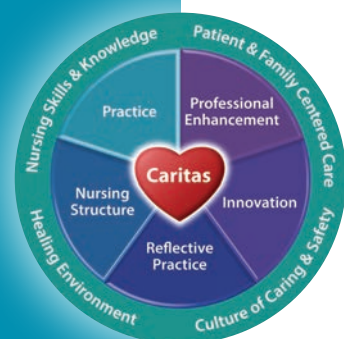 Nursing Skills & Knowledge
Patient & Family Centered Care
Practice
Professional
Enhancement
Caritas
Nursing
Structure
Innovation
Reflective
Practice
Healing Environment
Culture of Caring & Safety